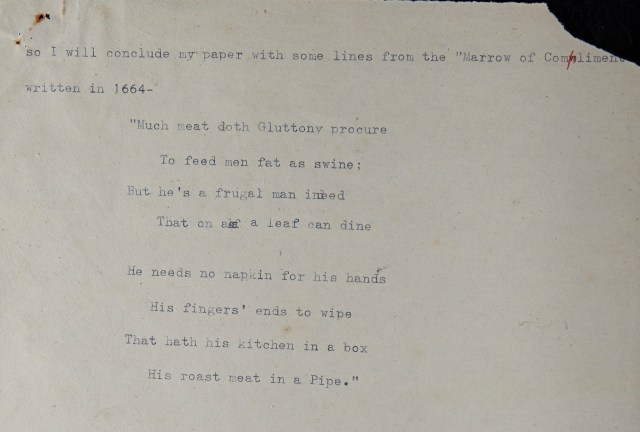 so I will conclude my paper with some lines from the "Marrow of Compliment
written in 1664-
"Much meat doth Gluttony procure
To feed men fat as swine;
But he's a frugal man indeed
That on a leaf can dine
He needs no napkin for his hands
His fingers' ends to wipe
That hath his kitchen in a box
His roast meat in a Pipe."